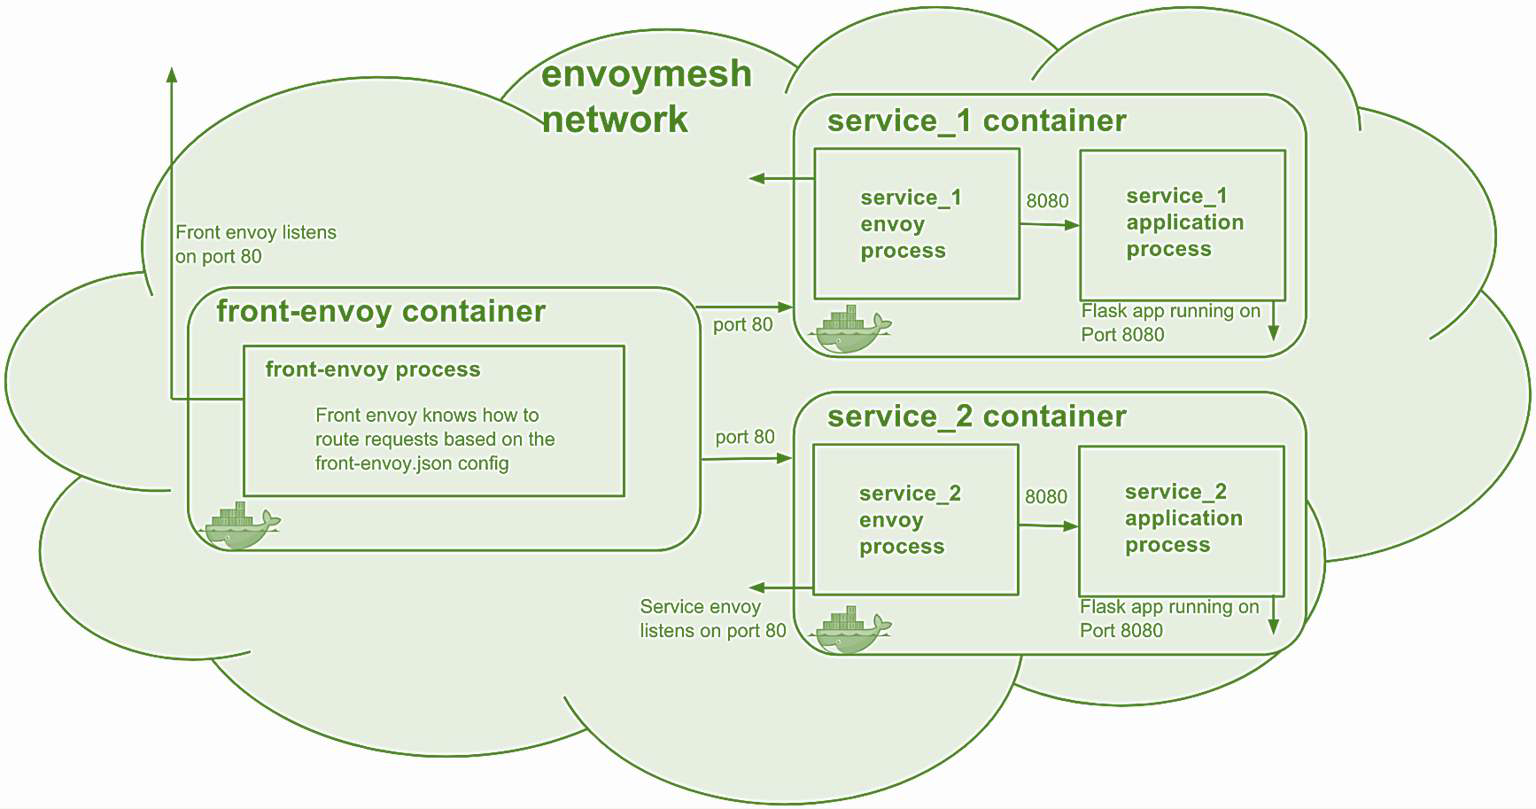 envoymesh
network
Front envoy listens
on port 80
front-envoy container
front-envoy process
Front envoy knows how to
route requests based on the
front-envoy.json config
port 80
port 80
service_1 container
service_1
envoy
process
8080
service_1
application
process
Flask app running on
Port 8080
service_2 container
service_2
envoy
process
8080
service_2
application
process
Service envoy
listens on port 80
Flask app running on
Port 8080